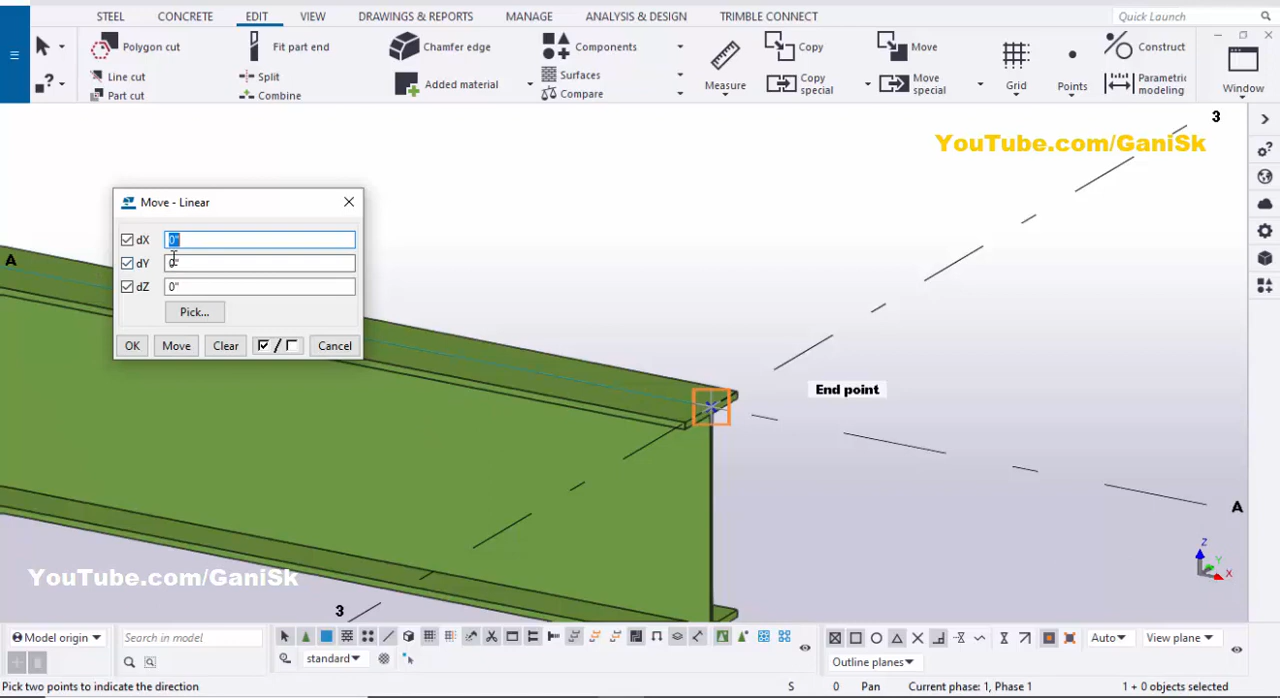 STEEL CONCRETE EDIT VIEW DRAWINGS & REPORTS MANAGE ANALYSIS & DESIGN TRIMBLE CONNECT Quick Launch
Polygon cut
Line cut
Part cut
Fit part end
Split
Combine
Chamfer edge
Added material
Components
Surfaces
Compare
Measure
Copy
Copy special
Move
Move special
Grid
Points
Construct
Parametric modeling
Window
3
YouTube.com/GaniSk
A
Move - Linear
dX 0"
dY 0"
dZ 0"
Pick...
OK Move Clear / Cancel
End point
A
Z
Y
X
YouTube.com/GaniSk
3
Model origin Search in model
standard
Auto View plane
Outline planes
Pick two points to indicate the direction S 0 Pan Current phase: 1, Phase 1 1 + 0 objects selected